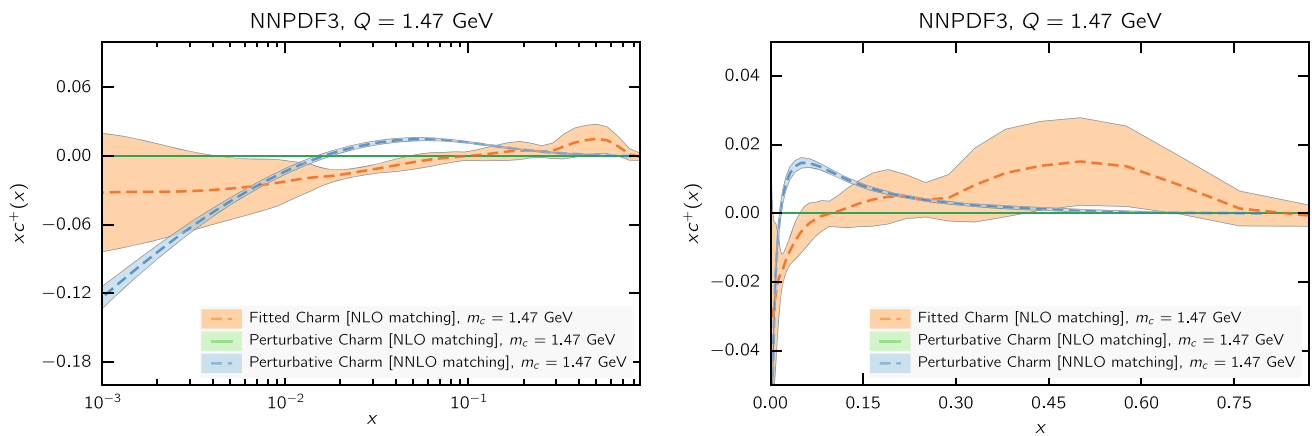 NNPDF3, Q = 1.47 GeV
0.06
0.00
−0.06
−0.12
−0.18
xc⁺(x)
Fitted Charm [NLO matching], m_c = 1.47 GeV
Perturbative Charm [NLO matching], m_c = 1.47 GeV
Perturbative Charm [NNLO matching], m_c = 1.47 GeV
10⁻³ 10⁻² 10⁻¹
x
NNPDF3, Q = 1.47 GeV
0.04
0.02
0.00
−0.02
−0.04
xc⁺(x)
Fitted Charm [NLO matching], m_c = 1.47 GeV
Perturbative Charm [NLO matching], m_c = 1.47 GeV
Perturbative Charm [NNLO matching], m_c = 1.47 GeV
0.00 0.15 0.30 0.45 0.60 0.75
x